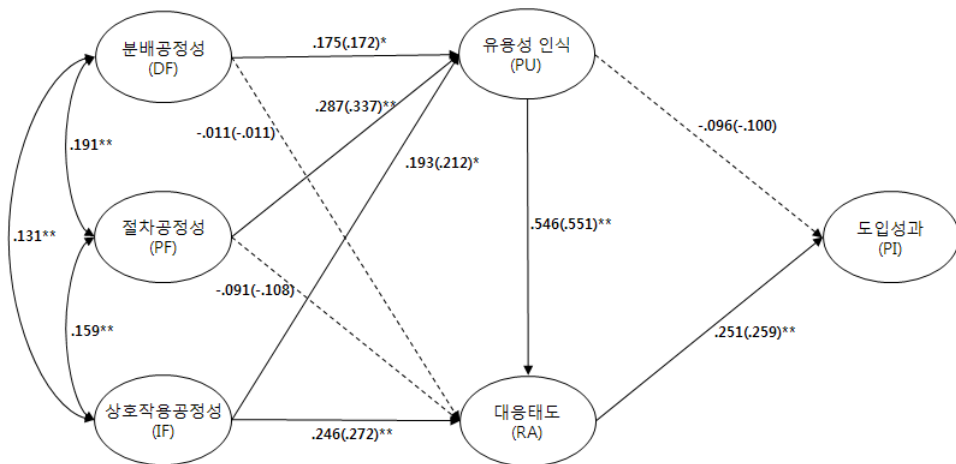 분배공정성
(DF)
.175(.172)*
유용성 인식
(PU)
.287(.337)**
-.011(-.011)
-.096(-.100)
.191**
.193(.212)*
절차공정성
(PF)
.131**
.546(.551)**
도입성과
(PI)
-.091(-.108)
.159**
.251(.259)**
상호작용공정성
(IF)
.246(.272)**
대응태도
(RA)